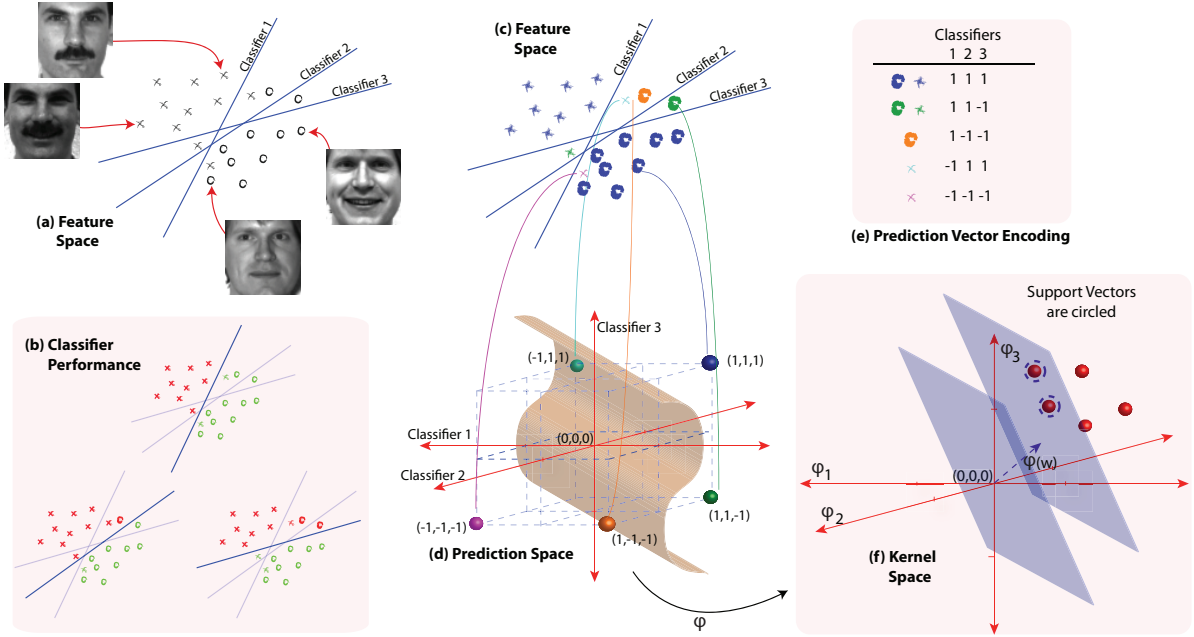 Classifier 1
Classifier 2
Classifier 3
(a) Feature
Space
(b) Classifier
Performance
(c) Feature
Space
Classifier 1
Classifier 2
Classifier 3
Classifier 3
(-1,1,1)
(1,1,1)
Classifier 1
(0,0,0)
Classifier 2
(-1,-1,-1)
(1,-1,-1)
(1,1,-1)
(d) Prediction Space
φ
Classifiers
1 2 3
1 1 1
1 1 -1
1 -1 -1
-1 1 1
-1 -1 -1
(e) Prediction Vector Encoding
Support Vectors
are circled
φ3
φ(w)
φ1
(0,0,0)
φ2
(f) Kernel
Space